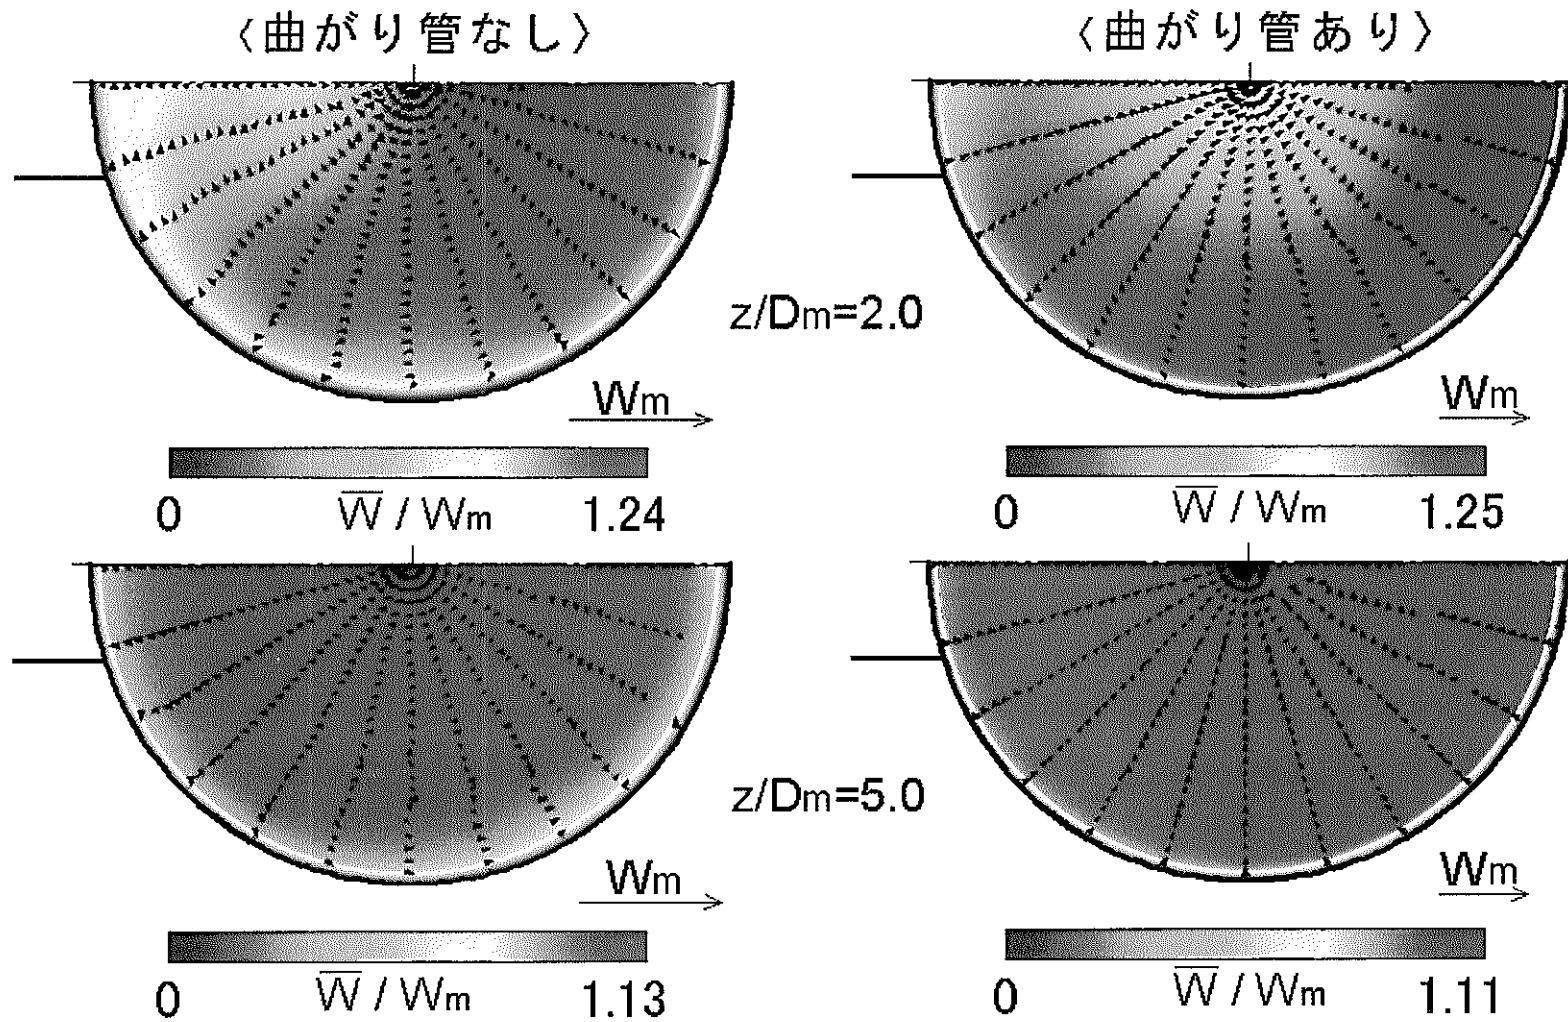 〈曲がり管なし〉
〈曲がり管あり〉
z/Dm=2.0
Wm
Wm
0 W̅ / Wm 1.24
0 W̅ / Wm 1.25
z/Dm=5.0
Wm
Wm
0 W̅ / Wm 1.13
0 W̅ / Wm 1.11